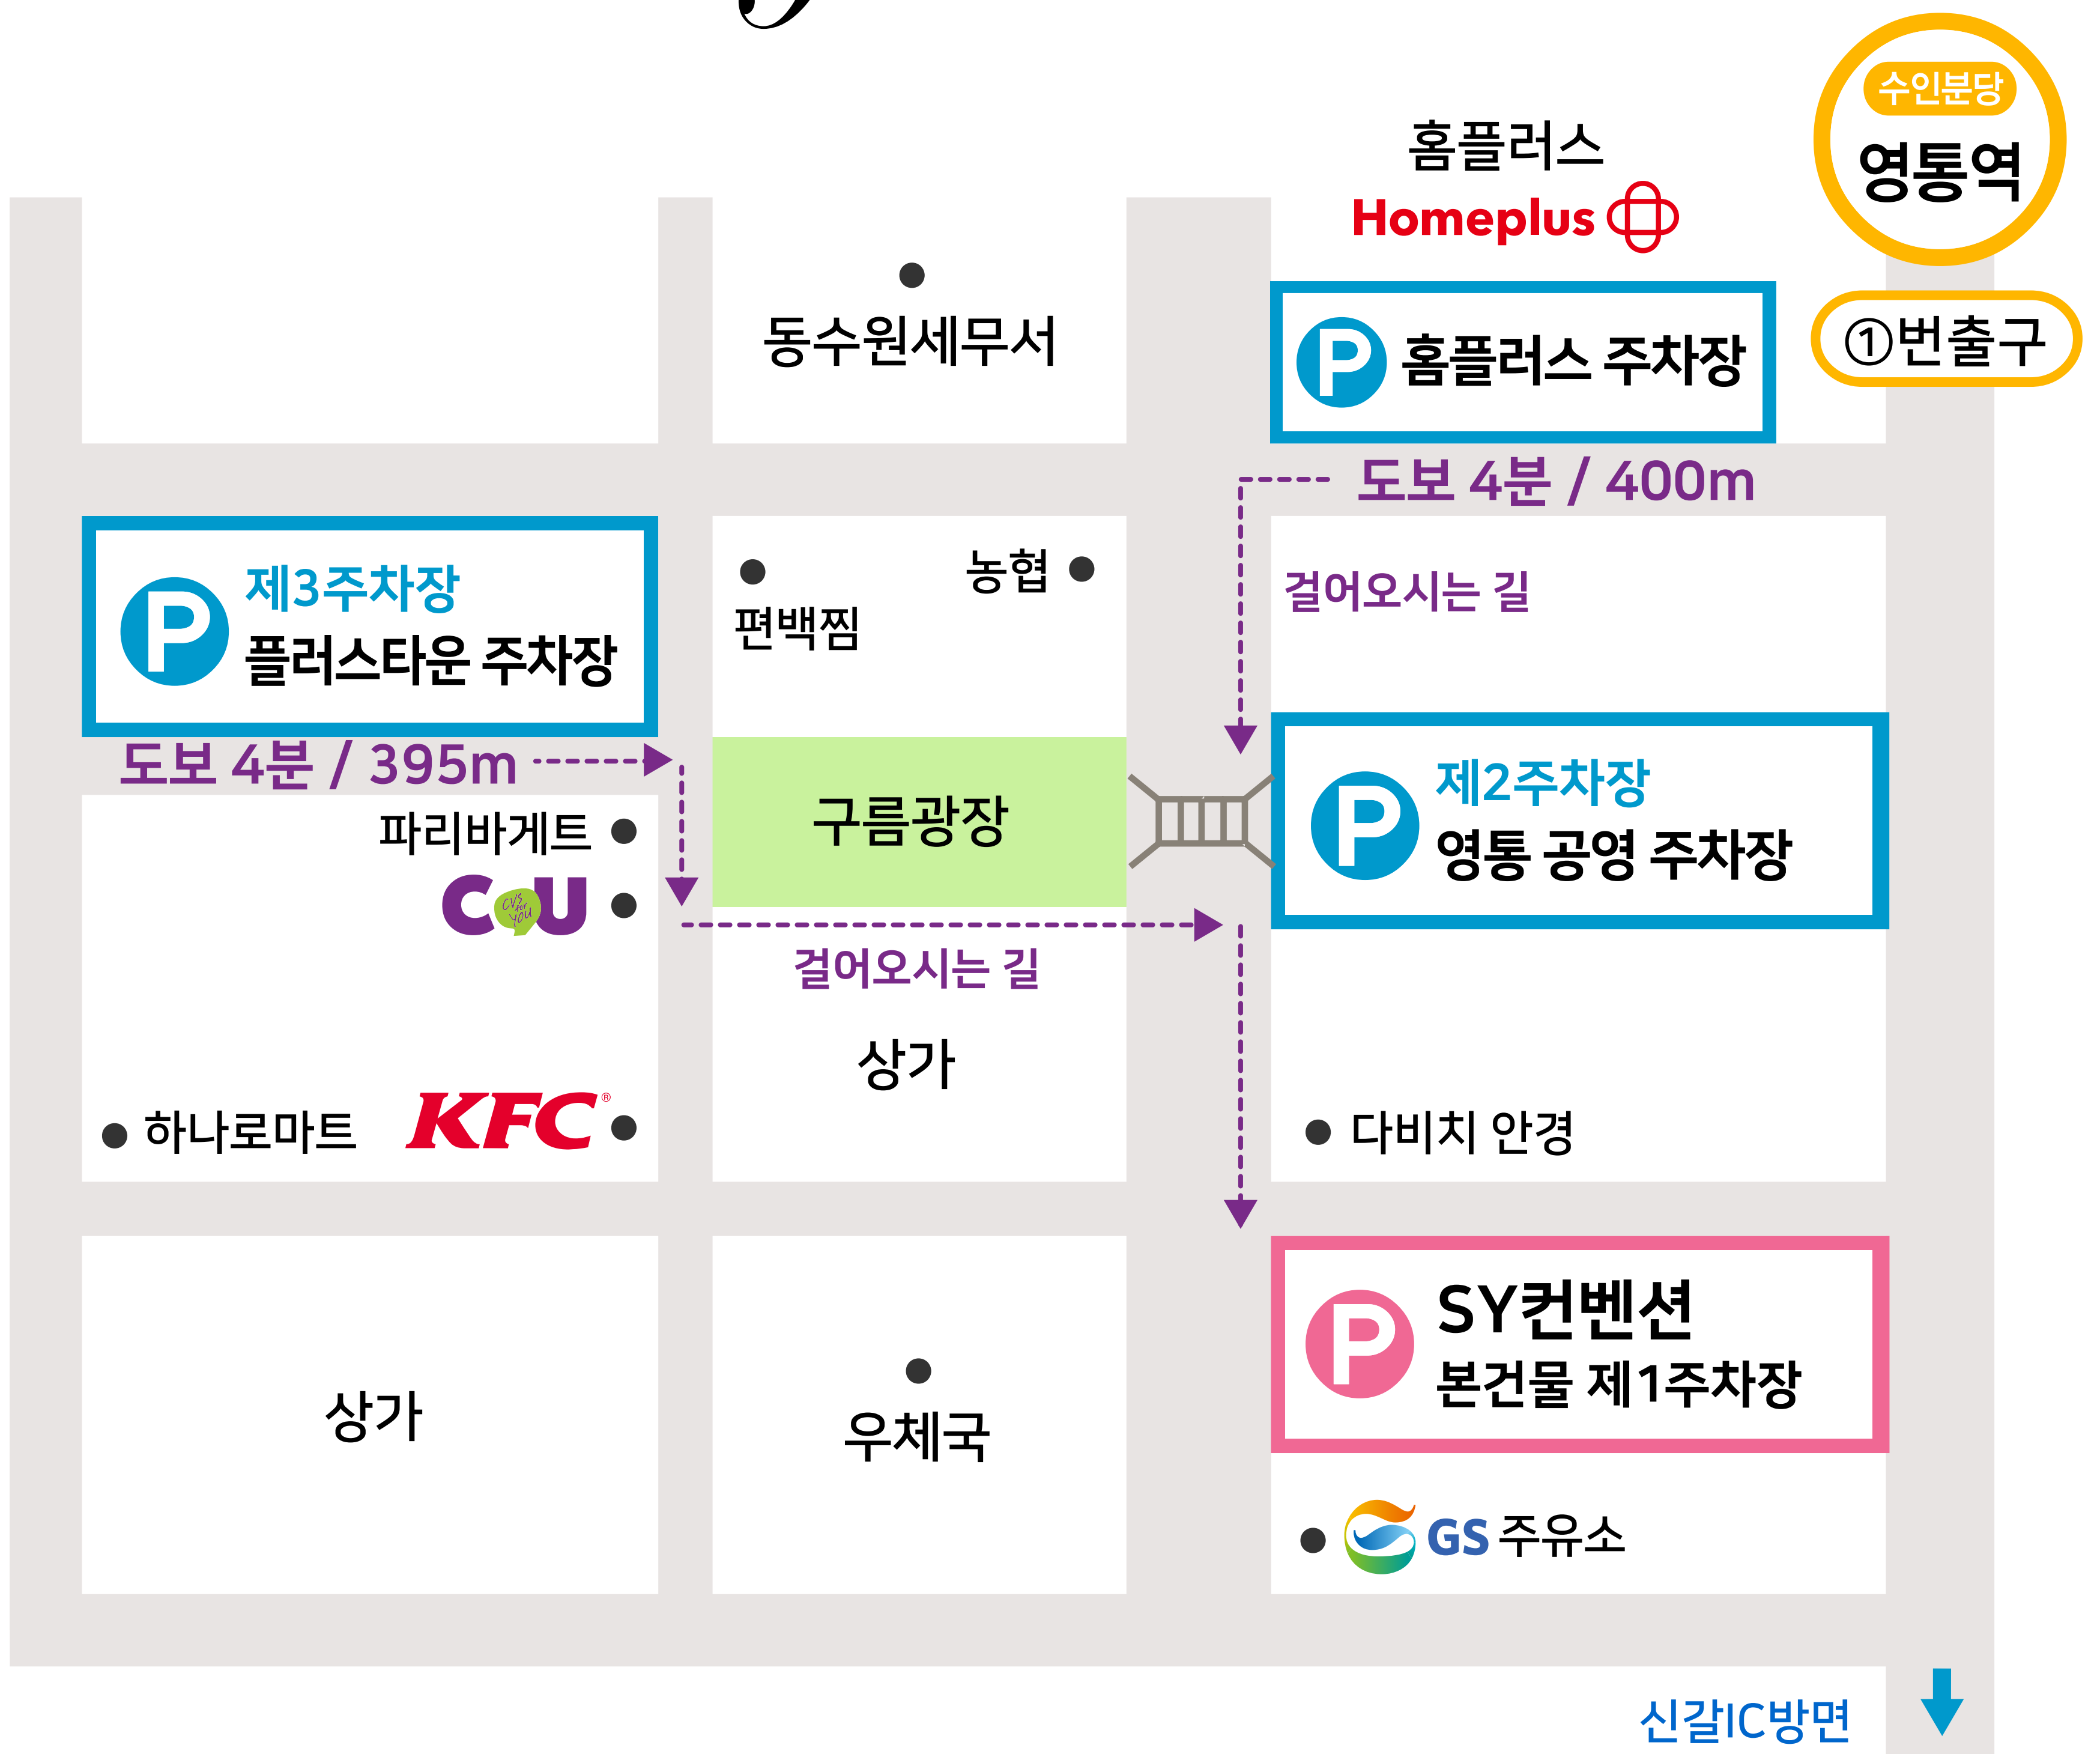 수인분당
영통역
①번출구
홈플러스
Homeplus
동수원세무서
P 홈플러스 주차장
도보 4분 / 400m
P 제3주차장
플러스타운 주차장
농협
편백찜
걸어오시는 길
도보 4분 / 395m
구름광장
P 제2주차장
영통 공영 주차장
파리바게트
CU
CVS for YOU
걸어오시는 길
상가
하나로마트
KFC®
다비치 안경
P SY컨벤션
본건물 제1주차장
상가
우체국
GS 주유소
신갈IC방면